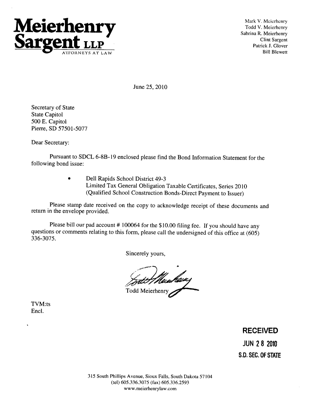 Meierhenry
Sargent LLP
ATTORNEYS AT LAW
Mark V. Meierhenry
Todd V. Meierhenry
Sabrina R. Meierhenry
Clint Sargent
Patrick J. Glover
Bill Blewett
June 25, 2010
Secretary of State
State Capitol
500 E. Capitol
Pierre, SD 57501-5077
Dear Secretary:
Pursuant to SDCL 6-8B-19 enclosed please find the Bond Information Statement for the
following bond issue:
• Dell Rapids School District 49-3
Limited Tax General Obligation Taxable Certificates, Series 2010
(Qualified School Construction Bonds-Direct Payment to Issuer)
Please stamp date received on the copy to acknowledge receipt of these documents and
return in the envelope provided.
Please bill our pad account # 100064 for the $10.00 filing fee. If you should have any
questions or comments relating to this form, please call the undersigned of this office at (605)
336-3075.
Sincerely yours,
Todd Meierhenry
TVM:ts
Encl.
RECEIVED
JUN 28 2010
S.D. SEC. OF STATE
315 South Phillips Avenue, Sioux Falls, South Dakota 57104
(tel) 605.336.3075 (fax) 605.336.2593
www.meierhenrylaw.com